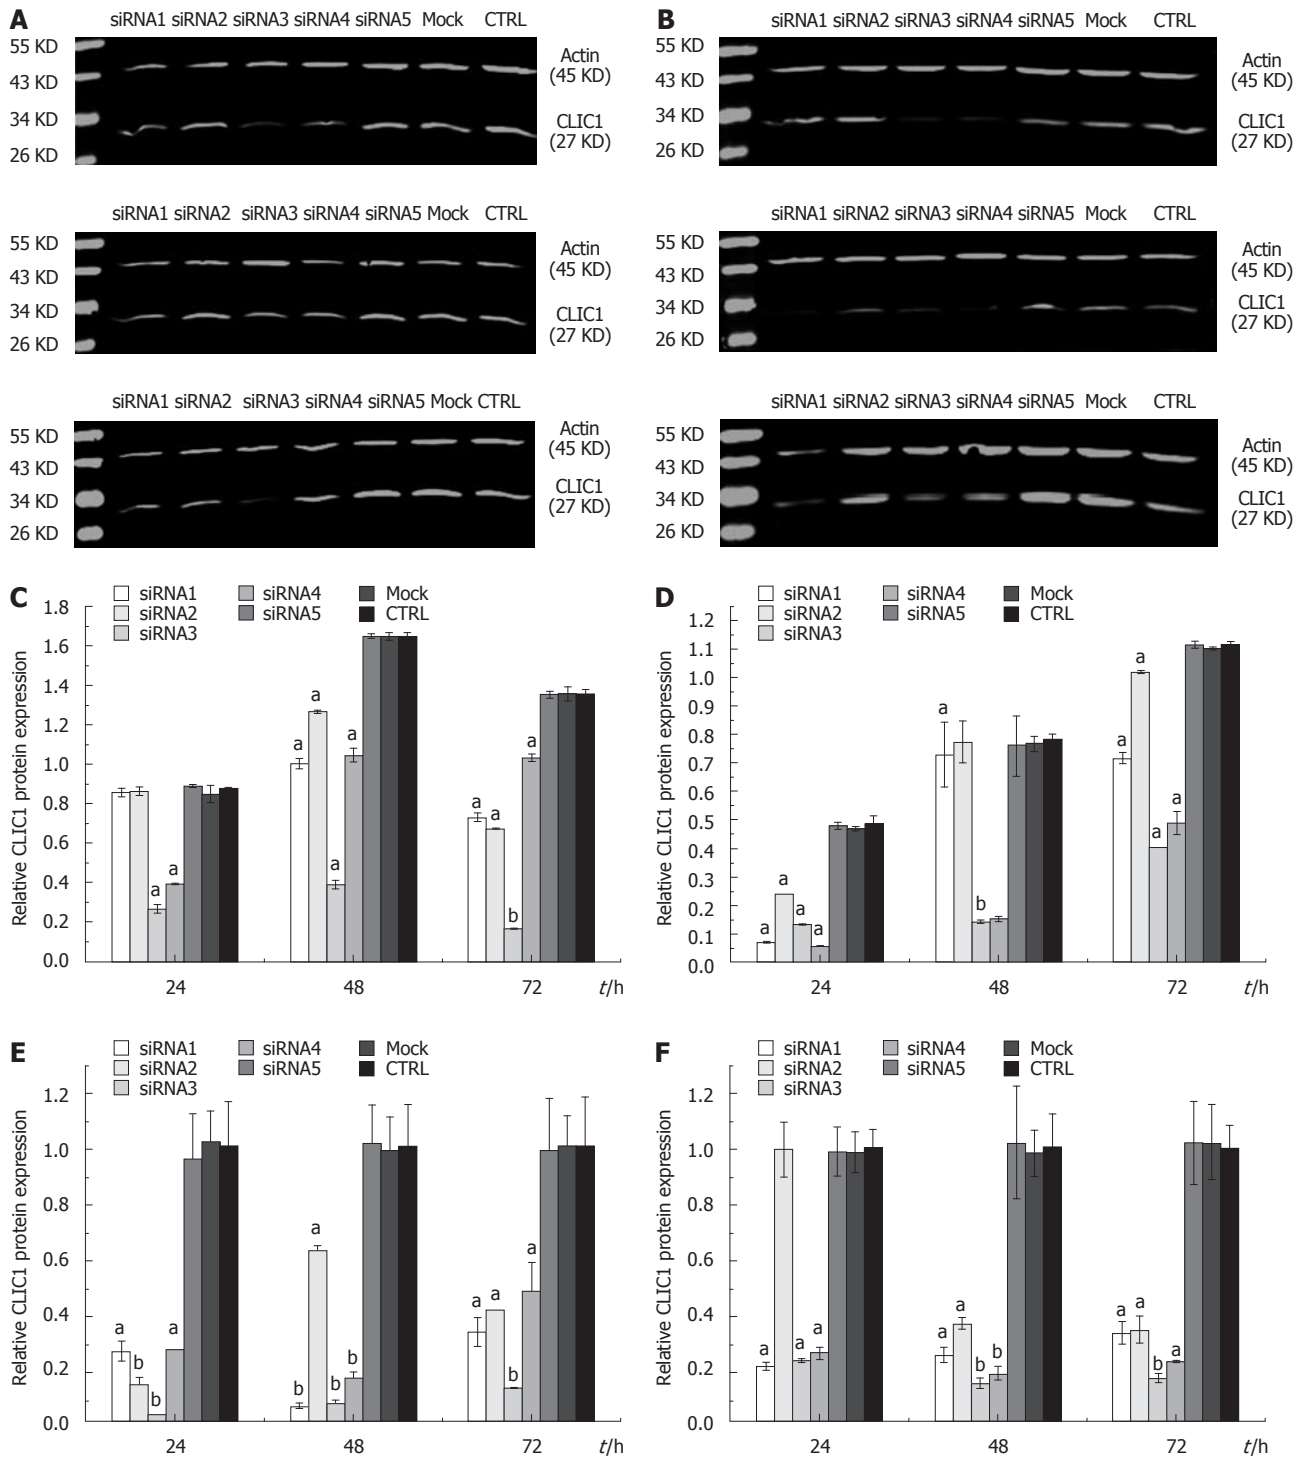 A
siRNA1 siRNA2 siRNA3 siRNA4 siRNA5 Mock CTRL
55 KD
43 KD
34 KD
26 KD
Actin
(45 KD)
CLIC1
(27 KD)
siRNA1 siRNA2 siRNA3 siRNA4 siRNA5 Mock CTRL
55 KD
43 KD
34 KD
26 KD
Actin
(45 KD)
CLIC1
(27 KD)
siRNA1 siRNA2 siRNA3 siRNA4 siRNA5 Mock CTRL
55 KD
43 KD
34 KD
26 KD
Actin
(45 KD)
CLIC1
(27 KD)
B
siRNA1 siRNA2 siRNA3 siRNA4 siRNA5 Mock CTRL
55 KD
43 KD
34 KD
26 KD
Actin
(45 KD)
CLIC1
(27 KD)
siRNA1 siRNA2 siRNA3 siRNA4 siRNA5 Mock CTRL
55 KD
43 KD
34 KD
26 KD
Actin
(45 KD)
CLIC1
(27 KD)
siRNA1 siRNA2 siRNA3 siRNA4 siRNA5 Mock CTRL
55 KD
43 KD
34 KD
26 KD
Actin
(45 KD)
CLIC1
(27 KD)
C
siRNA1 siRNA4 Mock
siRNA2 siRNA5 CTRL
siRNA3
Relative CLIC1 protein expression
1.8
1.6
1.4
1.2
1.0
0.8
0.6
0.4
0.2
0.0
a a
a a a a
a a b a
24 48 72 t/h
D
siRNA1 siRNA4 Mock
siRNA2 siRNA5 CTRL
siRNA3
Relative CLIC1 protein expression
1.2
1.1
1.0
0.9
0.8
0.7
0.6
0.5
0.4
0.3
0.2
0.1
0.0
a a a a
a b
a a a a
24 48 72 t/h
E
siRNA1 siRNA4 Mock
siRNA2 siRNA5 CTRL
siRNA3
Relative CLIC1 protein expression
1.2
1.0
0.8
0.6
0.4
0.2
0.0
a b b a
b a b b
a a b a
24 48 72 t/h
F
siRNA1 siRNA4 Mock
siRNA2 siRNA5 CTRL
siRNA3
Relative CLIC1 protein expression
1.2
1.0
0.8
0.6
0.4
0.2
0.0
a a a
a a b b
a a b a
24 48 72 t/h